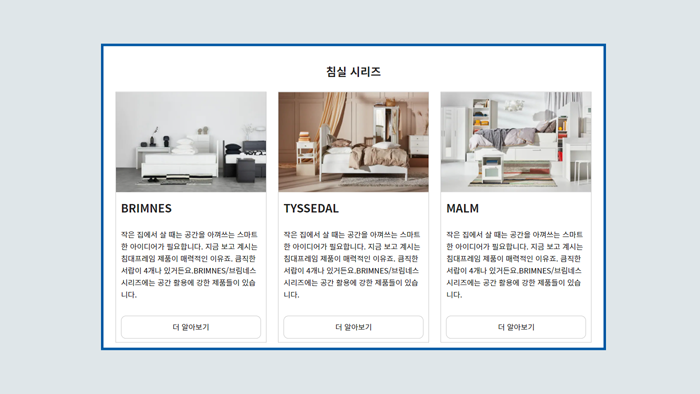 침실 시리즈
BRIMNES
작은 집에서 살 때는 공간을 아껴쓰는 스마트
한 아이디어가 필요합니다. 지금 보고 계시는
침대프레임 제품이 매력적인 이유죠. 큼직한
서랍이 4개나 있거든요.BRIMNES/브림네스
시리즈에는 공간 활용에 강한 제품들이 있습
니다.
더 알아보기
TYSSEDAL
작은 집에서 살 때는 공간을 아껴쓰는 스마트
한 아이디어가 필요합니다. 지금 보고 계시는
침대프레임 제품이 매력적인 이유죠. 큼직한
서랍이 4개나 있거든요.BRIMNES/브림네스
시리즈에는 공간 활용에 강한 제품들이 있습
니다.
더 알아보기
MALM
작은 집에서 살 때는 공간을 아껴쓰는 스마트
한 아이디어가 필요합니다. 지금 보고 계시는
침대프레임 제품이 매력적인 이유죠. 큼직한
서랍이 4개나 있거든요.BRIMNES/브림네스
시리즈에는 공간 활용에 강한 제품들이 있습
니다.
더 알아보기